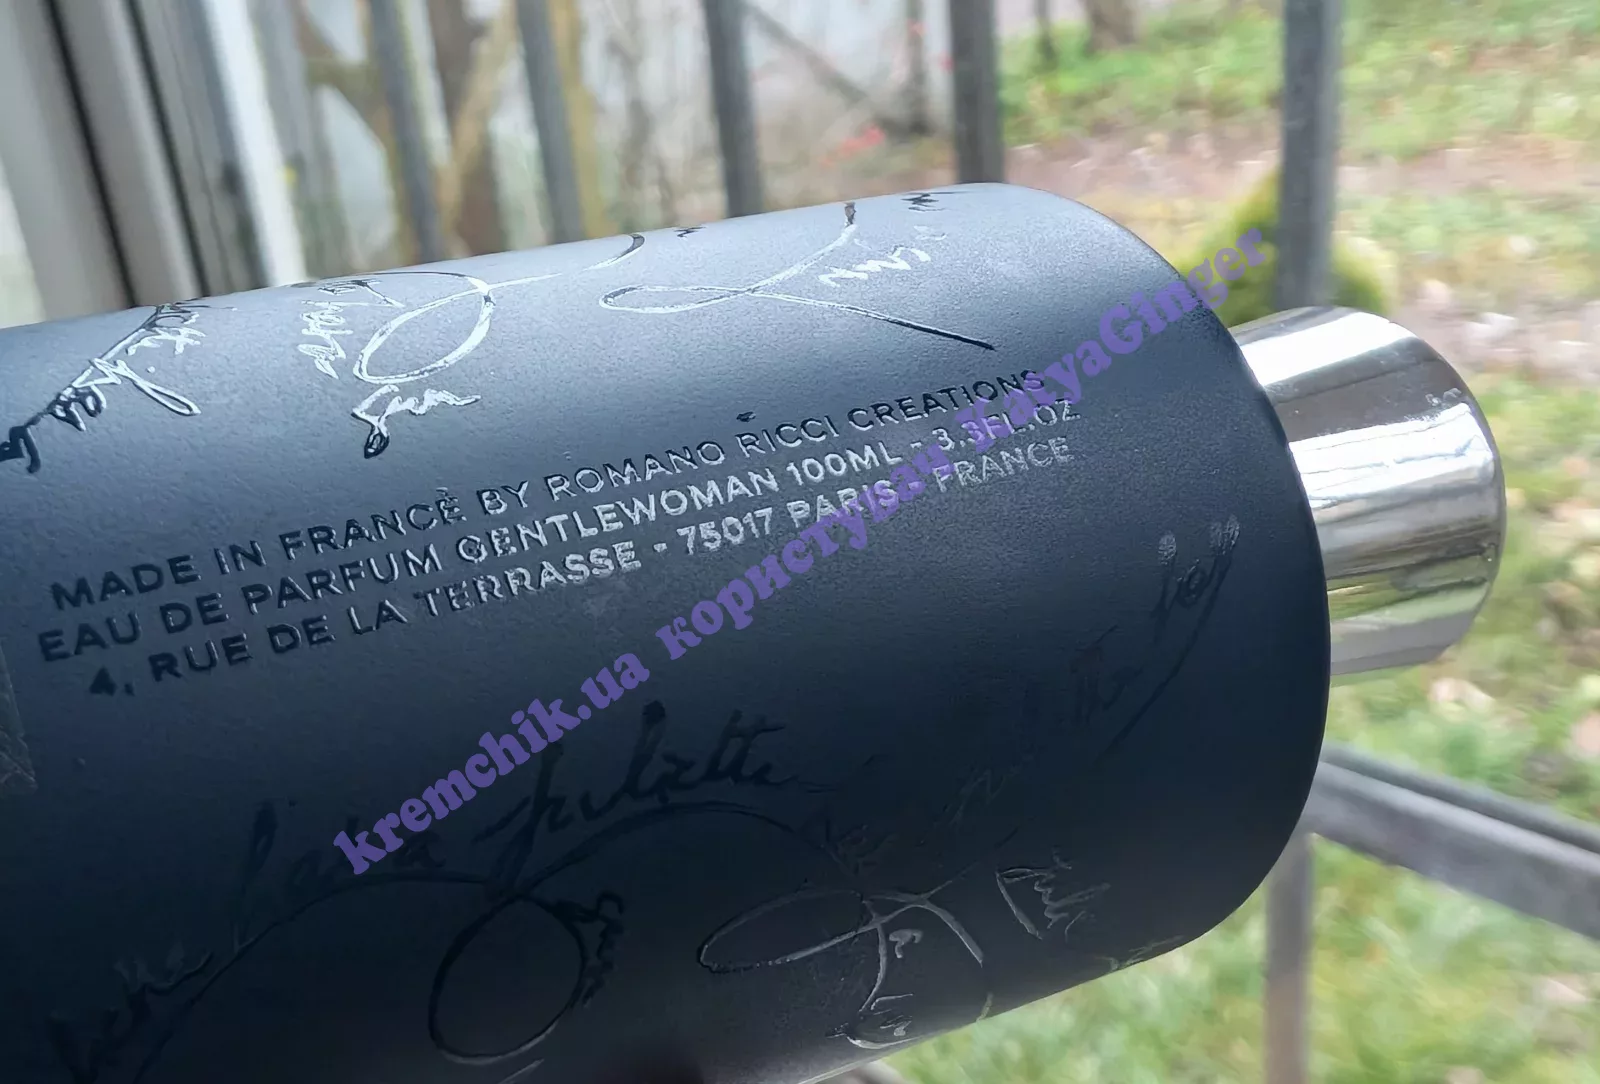 MADE IN FRANCE BY ROMANO RICCI CREATIONS
EAU DE PARFUM GENTLEWOMAN 100ML - 3.3FL.OZ
4, RUE DE LA TERRASSE - 75017 PARIS - FRANCE
Juliette
kremchik.ua користувач KatyaGinger